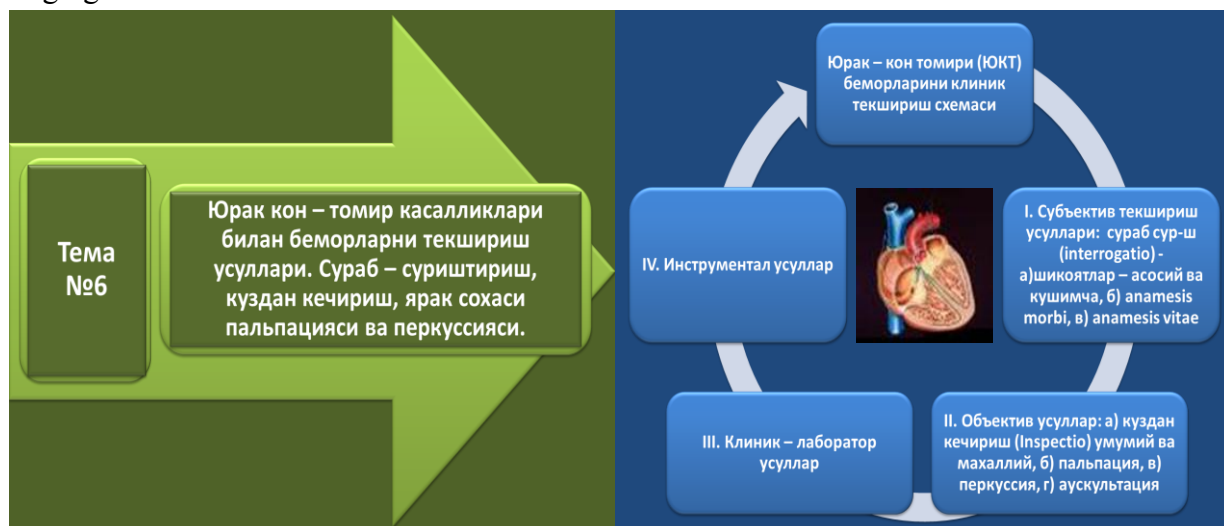 Тема
№6
Юрак кон – томир касалликлари
билан беморларни текшириш
усуллари. Сураб – суриштириш,
куздан кечириш, ярак сохаси
пальпацияси ва перкуссияси.
Юрак – кон томири (ЮКТ)
беморларини клиник
текшириш схемаси
I. Субъектив текшириш
усуллари: сураб сур-ш
(interrogatio) -
а)шикоятлар – асосий ва
кушимча, б) anamesis
morbi, в) anamesis vitae
II. Объектив усуллар: а) куздан
кечириш (Inspectio) умумий ва
махаллий, б) пальпация, в)
перкуссия, г) аускультация
III. Клиник – лаборатор
усуллар
IV. Инструментал усуллар